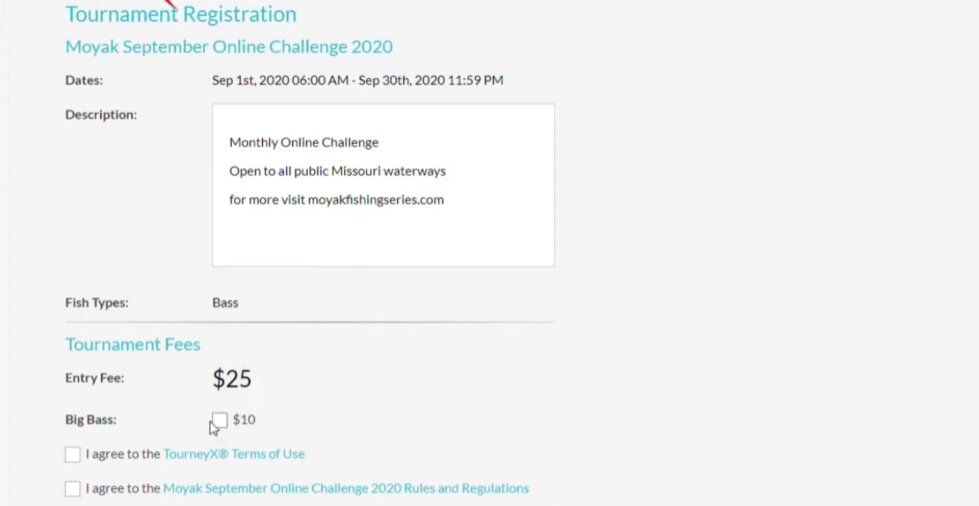 Tournament Registration
Moyak September Online Challenge 2020
Dates: Sep 1st, 2020 06:00 AM - Sep 30th, 2020 11:59 PM
Description:
Monthly Online Challenge
Open to all public Missouri waterways
for more visit moyakfishingseries.com
Fish Types: Bass
Tournament Fees
Entry Fee: $25
Big Bass: $10
I agree to the TourneyX® Terms of Use
I agree to the Moyak September Online Challenge 2020 Rules and Regulations